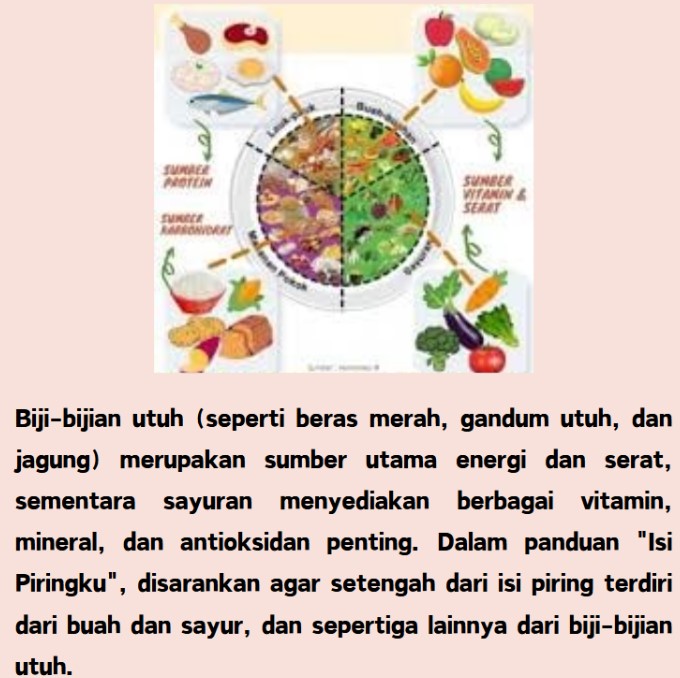 Lauk-pauk
Buah-buahan
SUMBER
PROTEIN
SUMBER
VITAMIN &
SERAT
SUMBER
KARBOHIDRAT
Makanan Pokok
Sayuran
Biji-bijian utuh (seperti beras merah, gandum utuh, dan
jagung) merupakan sumber utama energi dan serat,
sementara sayuran menyediakan berbagai vitamin,
mineral, dan antioksidan penting. Dalam panduan "Isi
Piringku", disarankan agar setengah dari isi piring terdiri
dari buah dan sayur, dan sepertiga lainnya dari biji-bijian
utuh.